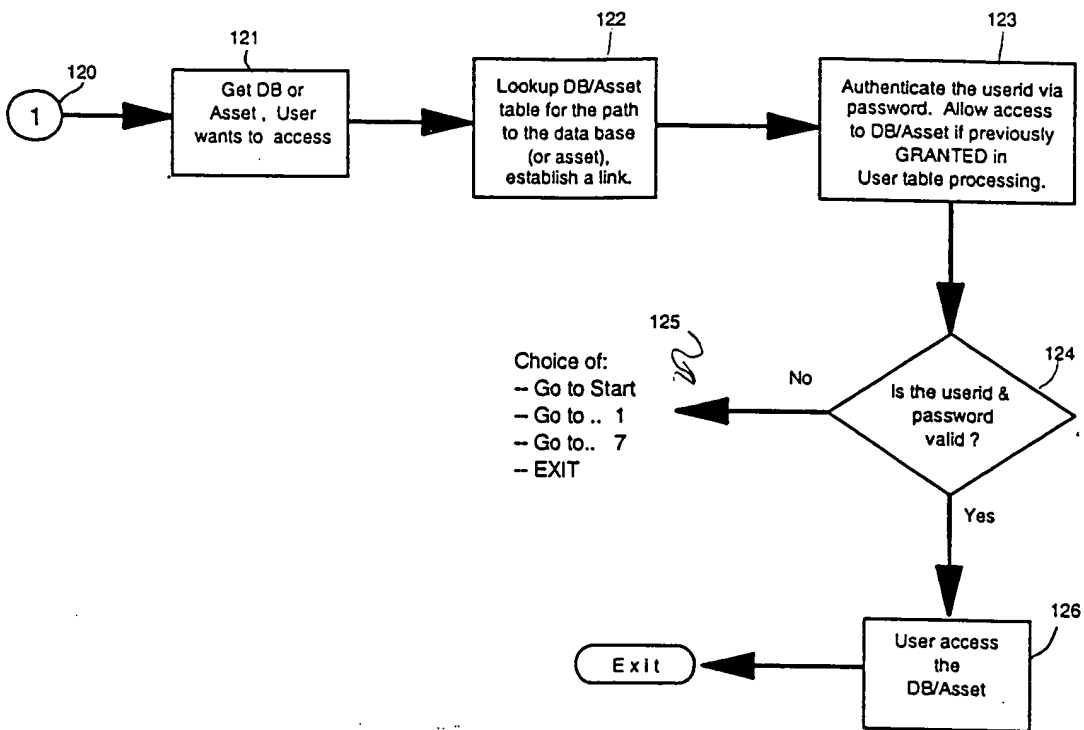 120
1
121
Get DB or
Asset , User
wants to access
122
Lookup DB/Asset
table for the path
to the data base
(or asset),
establish a link.
123
Authenticate the userid via
password. Allow access
to DB/Asset if previously
GRANTED in
User table processing.
124
Is the userid &
password
valid ?
No
125
Choice of:
-- Go to Start
-- Go to .. 1
-- Go to.. 7
-- EXIT
Yes
126
User access
the
DB/Asset
Exit